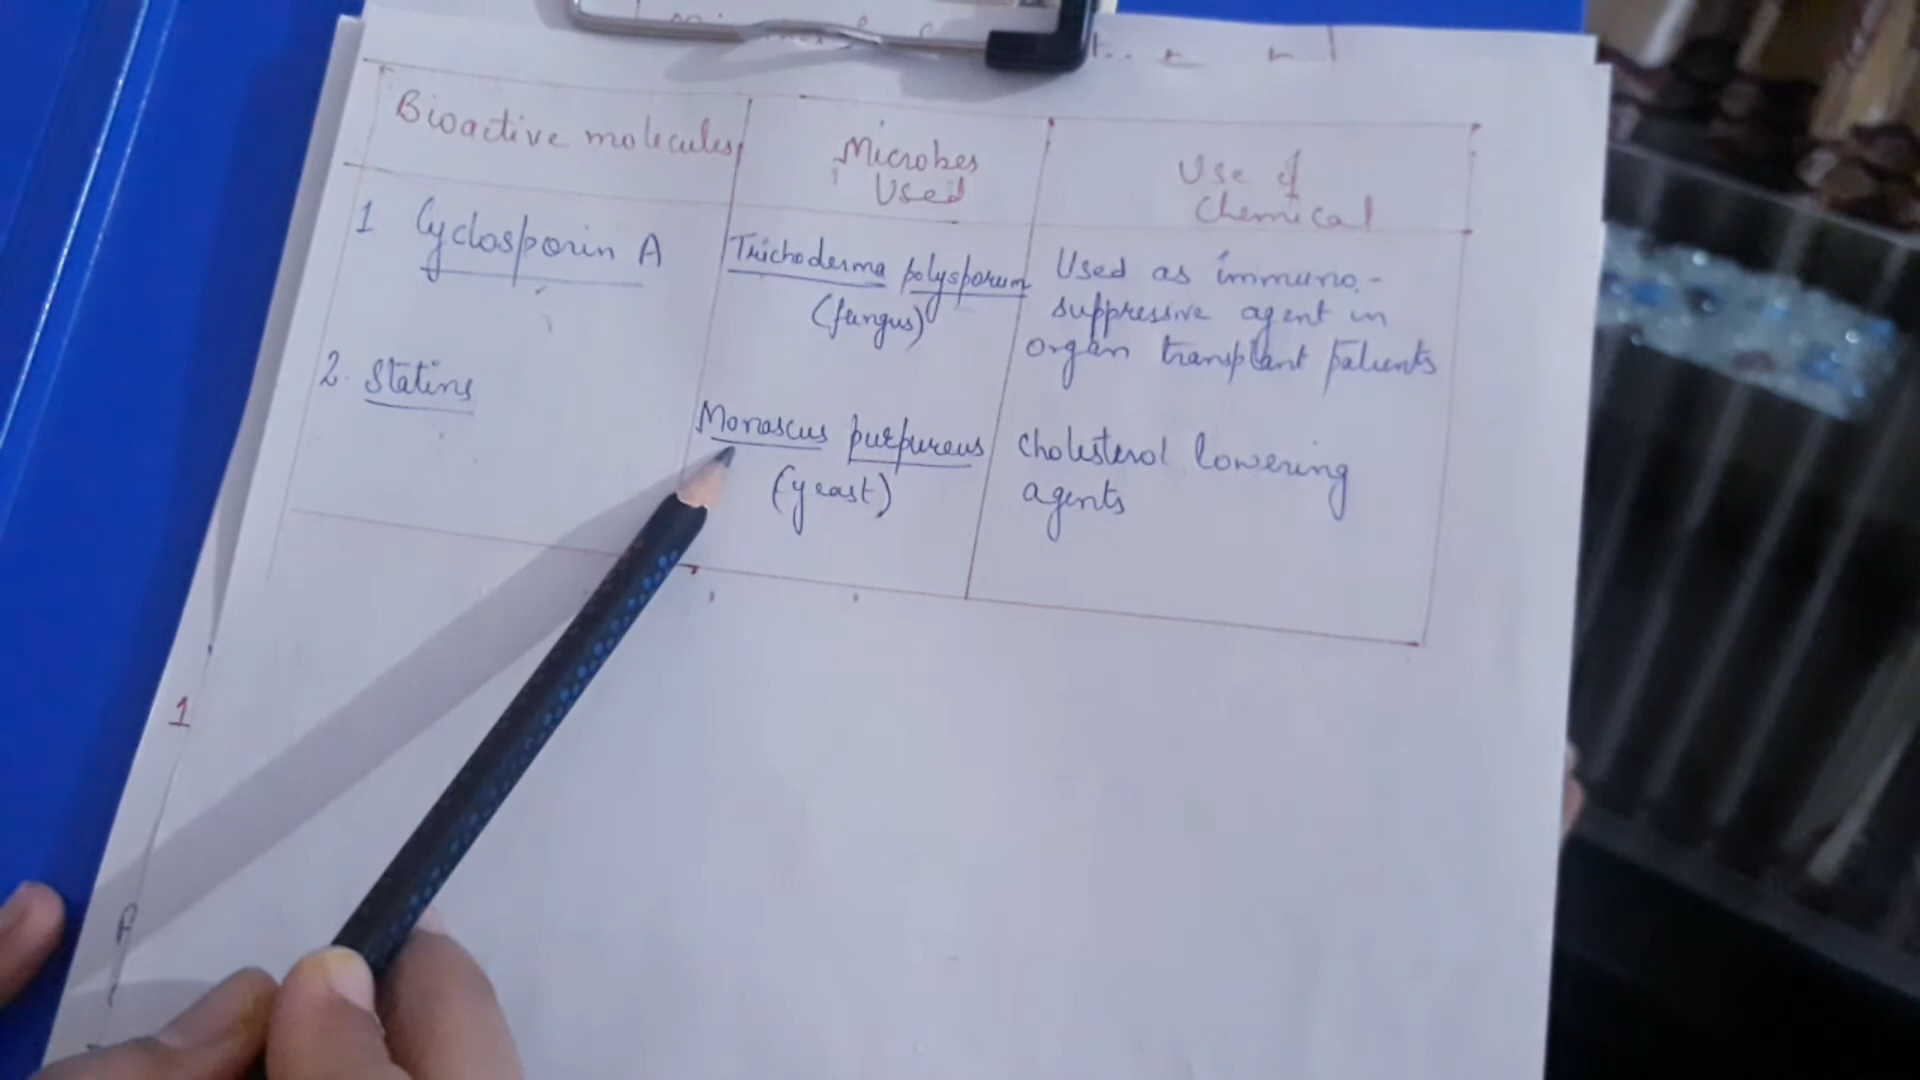 Bioactive molecules
Microbes
Used
Use of
Chemical
1 Cyclosporin A
Trichoderma polysporum
(fungus)
Used as immuno-
suppressive agent in
organ transplant patients
2. Statins
Monascus purpureus
(yeast)
Cholesterol lowering
agents
1